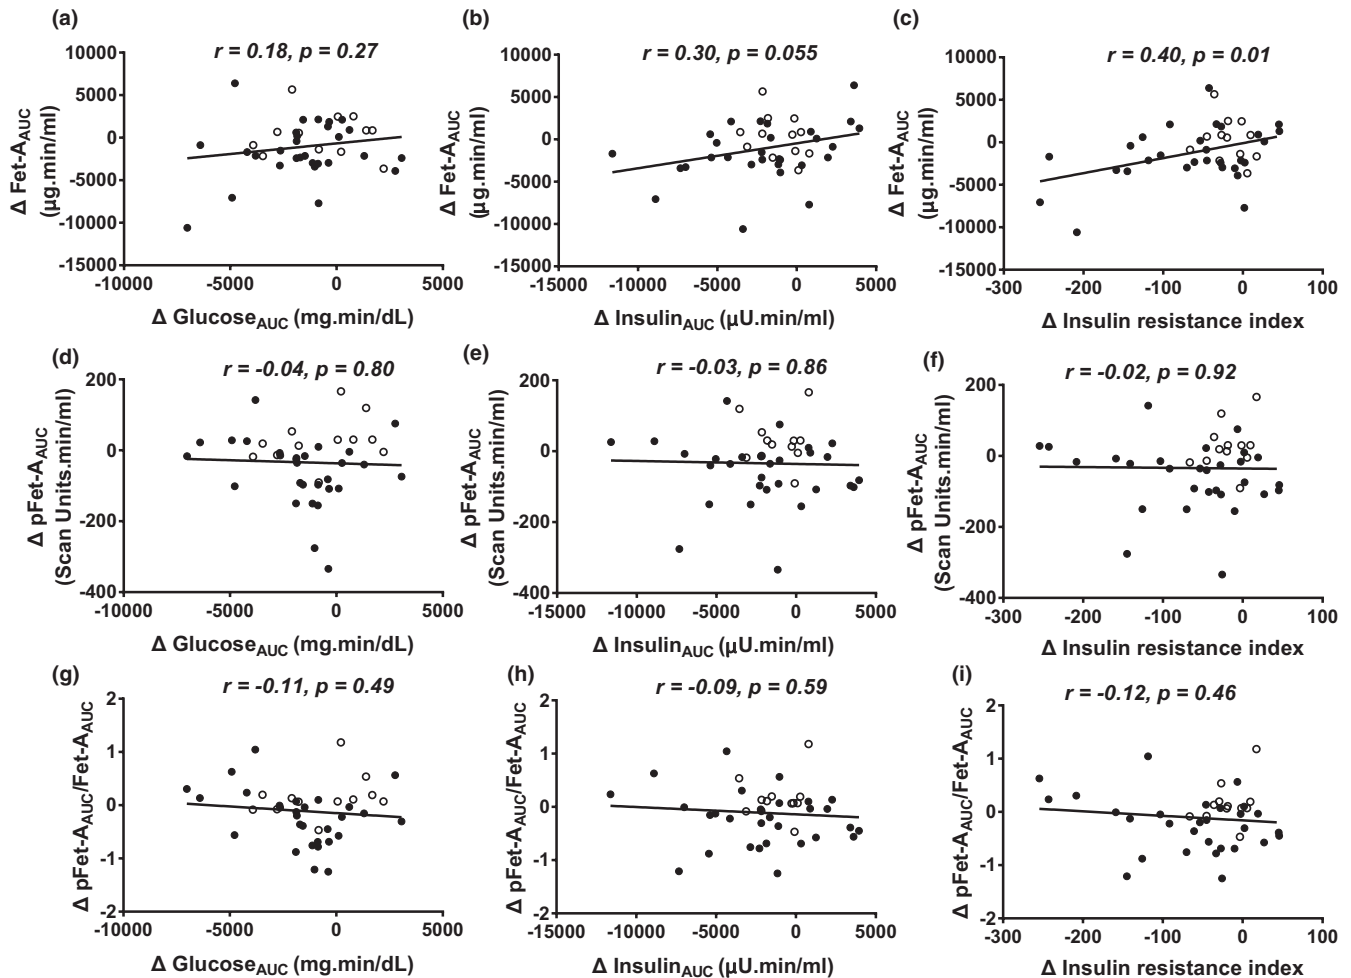 (a)
r = 0.18, p = 0.27
Δ Fet-A_AUC
(µg.min/ml)
10000
5000
0
-5000
-10000
-15000
-10000 -5000 0 5000
Δ Glucose_AUC (mg.min/dL)
(b)
r = 0.30, p = 0.055
Δ Fet-A_AUC
(µg.min/ml)
10000
5000
0
-5000
-10000
-15000
-15000 -10000 -5000 0 5000
Δ Insulin_AUC (µU.min/ml)
(c)
r = 0.40, p = 0.01
Δ Fet-A_AUC
(µg.min/ml)
10000
5000
0
-5000
-10000
-15000
-300 -200 -100 0 100
Δ Insulin resistance index
(d)
r = -0.04, p = 0.80
Δ pFet-A_AUC
(Scan Units.min/ml)
200
0
-200
-400
-10000 -5000 0 5000
Δ Glucose_AUC (mg.min/dL)
(e)
r = -0.03, p = 0.86
Δ pFet-A_AUC
(Scan Units.min/ml)
200
0
-200
-400
-15000 -10000 -5000 0 5000
Δ Insulin_AUC (µU.min/ml)
(f)
r = -0.02, p = 0.92
Δ pFet-A_AUC
(Scan Units.min/ml)
200
0
-200
-400
-300 -200 -100 0 100
Δ Insulin resistance index
(g)
r = -0.11, p = 0.49
Δ pFet-A_AUC/Fet-A_AUC
2
1
0
-1
-2
-10000 -5000 0 5000
Δ Glucose_AUC (mg.min/dL)
(h)
r = -0.09, p = 0.59
Δ pFet-A_AUC/Fet-A_AUC
2
1
0
-1
-2
-15000 -10000 -5000 0 5000
Δ Insulin_AUC (µU.min/ml)
(i)
r = -0.12, p = 0.46
Δ pFet-A_AUC/Fet-A_AUC
2
1
0
-1
-2
-300 -200 -100 0 100
Δ Insulin resistance index